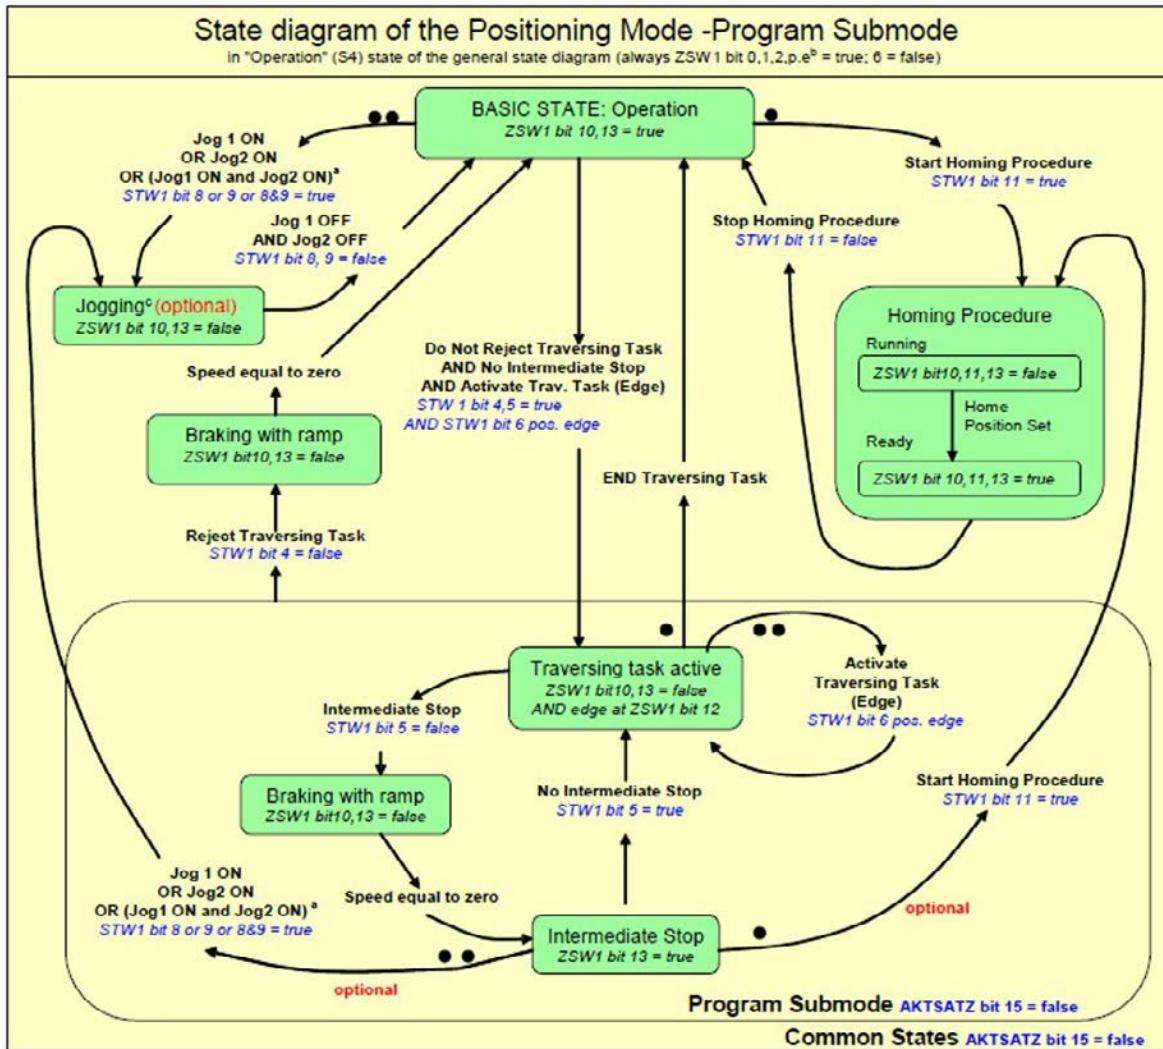 State diagram of the Positioning Mode -Program Submode
in "Operation" (S4) state of the general state diagram (always ZSW1 bit 0,1,2,p.eᵇ = true; 6 = false)
BASIC STATE: Operation
ZSW1 bit 10,13 = true
Jog 1 ON
OR Jog2 ON
OR (Jog1 ON and Jog2 ON)ᵃ
STW1 bit 8 or 9 or 8&9 = true
Start Homing Procedure
STW1 bit 11 = true
Jog 1 OFF
AND Jog2 OFF
STW1 bit 8, 9 = false
Stop Homing Procedure
STW1 bit 11 = false
Joggingᶜ (optional)
ZSW1 bit 10,13 = false
Homing Procedure
Running
ZSW1 bit10,11,13 = false
Home
Position Set
Ready
ZSW1 bit 10,11,13 = true
Do Not Reject Traversing Task
AND No Intermediate Stop
AND Activate Trav. Task (Edge)
STW 1 bit 4,5 = true
AND STW1 bit 6 pos. edge
Speed equal to zero
Braking with ramp
ZSW1 bit10,13 = false
END Traversing Task
Reject Traversing Task
STW1 bit 4 = false
Traversing task active
ZSW1 bit10,13 = false
AND edge at ZSW1 bit 12
Activate
Traversing Task
(Edge)
STW1 bit 6 pos. edge
Intermediate Stop
STW1 bit 5 = false
Braking with ramp
ZSW1 bit10,13 = false
No Intermediate Stop
STW1 bit 5 = true
Start Homing Procedure
STW1 bit 11 = true
Jog 1 ON
OR Jog2 ON
OR (Jog1 ON and Jog2 ON) ᵃ
STW1 bit 8 or 9 or 8&9 = true
Speed equal to zero
optional
Intermediate Stop
ZSW1 bit 13 = true
optional
Program Submode AKTSATZ bit 15 = false
Common States AKTSATZ bit 15 = false